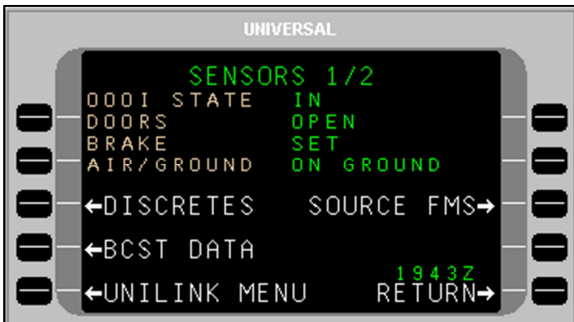 UNIVERSAL
SENSORS 1/2
OOOI STATE IN
DOORS OPEN
BRAKE SET
AIR/GROUND ON GROUND
←DISCRETES SOURCE FMS→
←BCST DATA
1943Z
←UNILINK MENU RETURN→